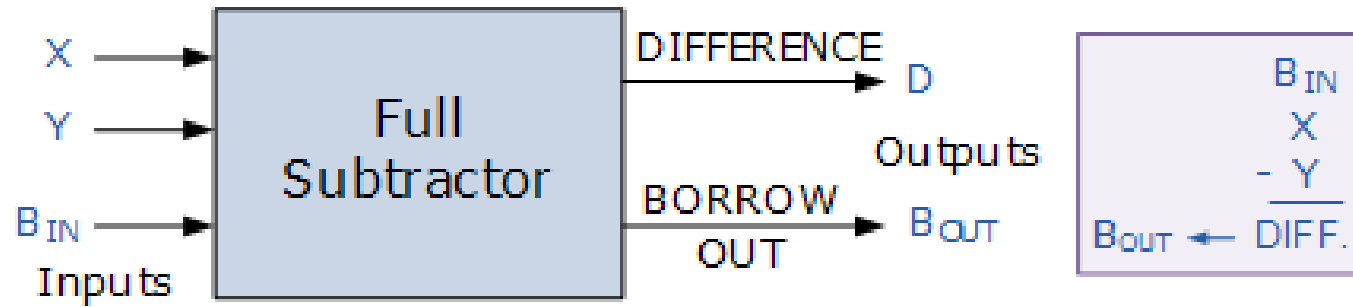 X
Y
B IN
Inputs
Full
Subtractor
DIFFERENCE
D
Outputs
BORROW
OUT
B OUT
B IN
X
- Y
B OUT ← DIFF.